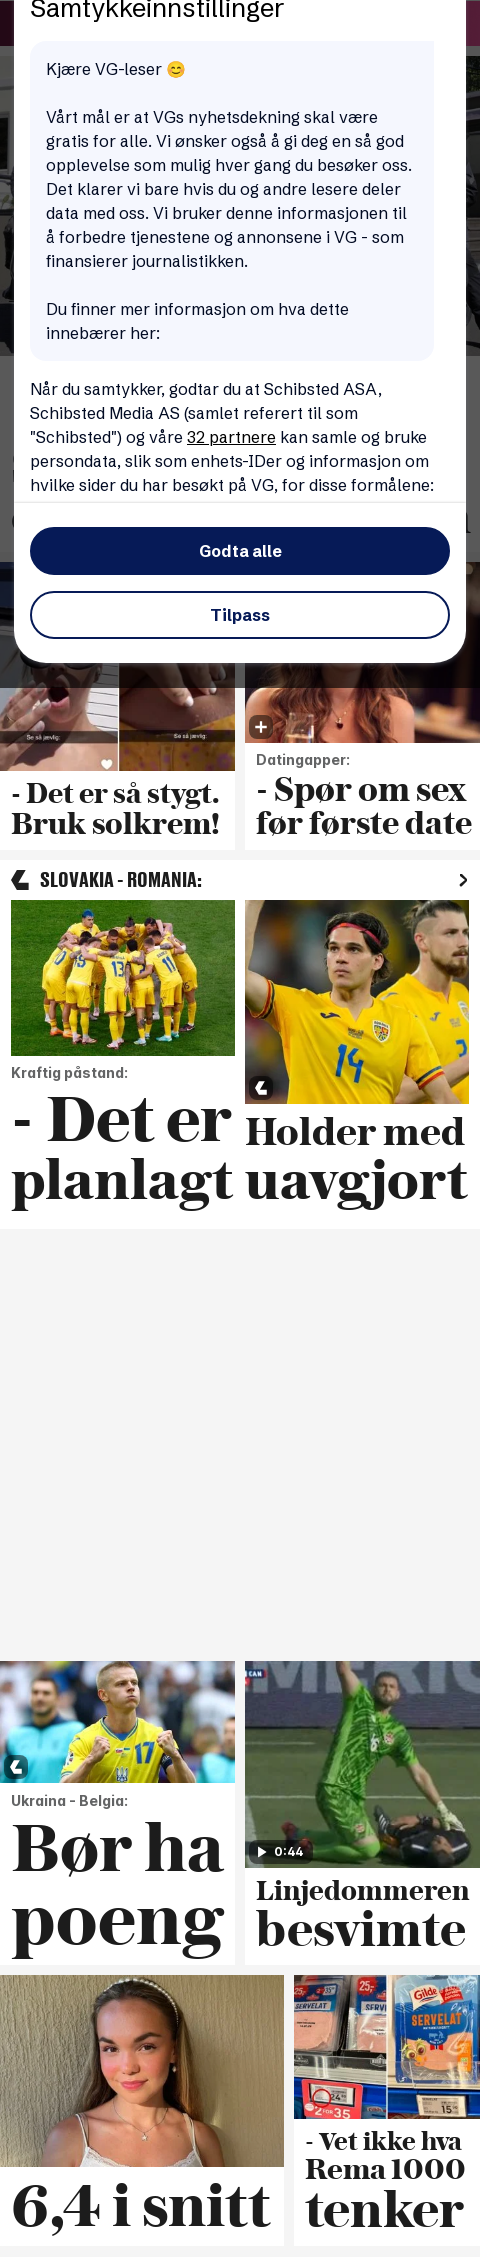 Samtykkeinnstillinger
Kjære VG-leser 😊
Vårt mål er at VGs nyhetsdekning skal være
gratis for alle. Vi ønsker også å gi deg en så god
opplevelse som mulig hver gang du besøker oss.
Det klarer vi bare hvis du og andre lesere deler
data med oss. Vi bruker denne informasjonen til
å forbedre tjenestene og annonsene i VG - som
finansierer journalistikken.
Du finner mer informasjon om hva dette
innebærer her:
Når du samtykker, godtar du at Schibsted ASA,
Schibsted Media AS (samlet referert til som
"Schibsted") og våre 32 partnere kan samle og bruke
persondata, slik som enhets-IDer og informasjon om
hvilke sider du har besøkt på VG, for disse formålene:
Godta alle
Tilpass
Se så jævlig:
Se så jævlig:
- Det er så stygt.
Bruk solkrem!
Datingapper:
- Spør om sex
før første date
SLOVAKIA - ROMANIA:
Kraftig påstand:
- Det er
planlagt
14
Holder med
uavgjort
17
Ukraina - Belgia:
Bør ha
poeng
0:44
Linjedommeren
besvimte
6,4 i snitt
25,-
Gilde
SERVELAT
2 FOR 35
- Vet ikke hva
Rema 1000
tenker